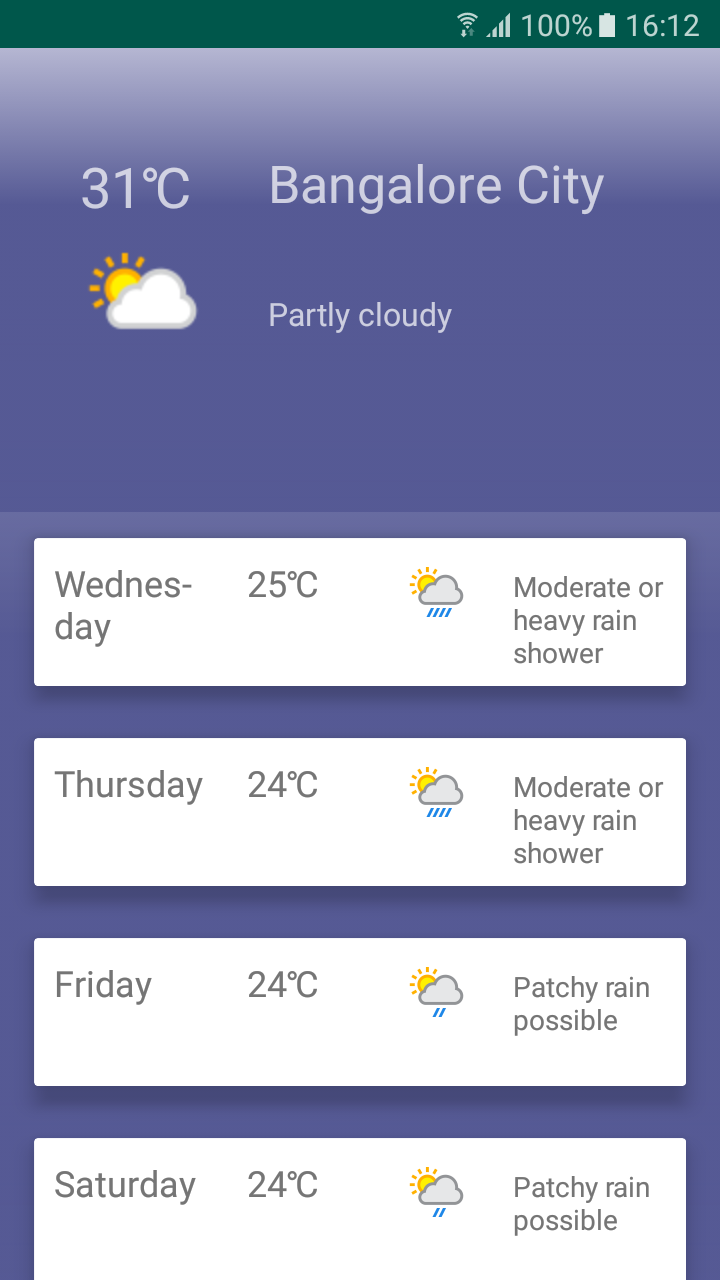 100% 16:12
31°C Bangalore City
Partly cloudy
Wednes-
day
25°C
Moderate or
heavy rain
shower
Thursday
24°C
Moderate or
heavy rain
shower
Friday
24°C
Patchy rain
possible
Saturday
24°C
Patchy rain
possible